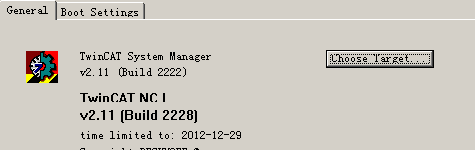 General Boot Settings
TwinCAT System Manager
v2.11 (Build 2222)
Choose Target...
TwinCAT NC I
v2.11 (Build 2228)
time limited to: 2012-12-29